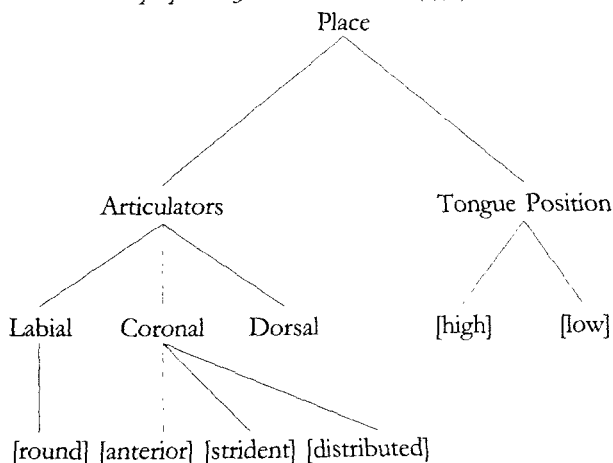 Place
Articulators Tongue Position
Labial Coronal Dorsal [high] [low]
[round] [anterior] [strident] [distributed]